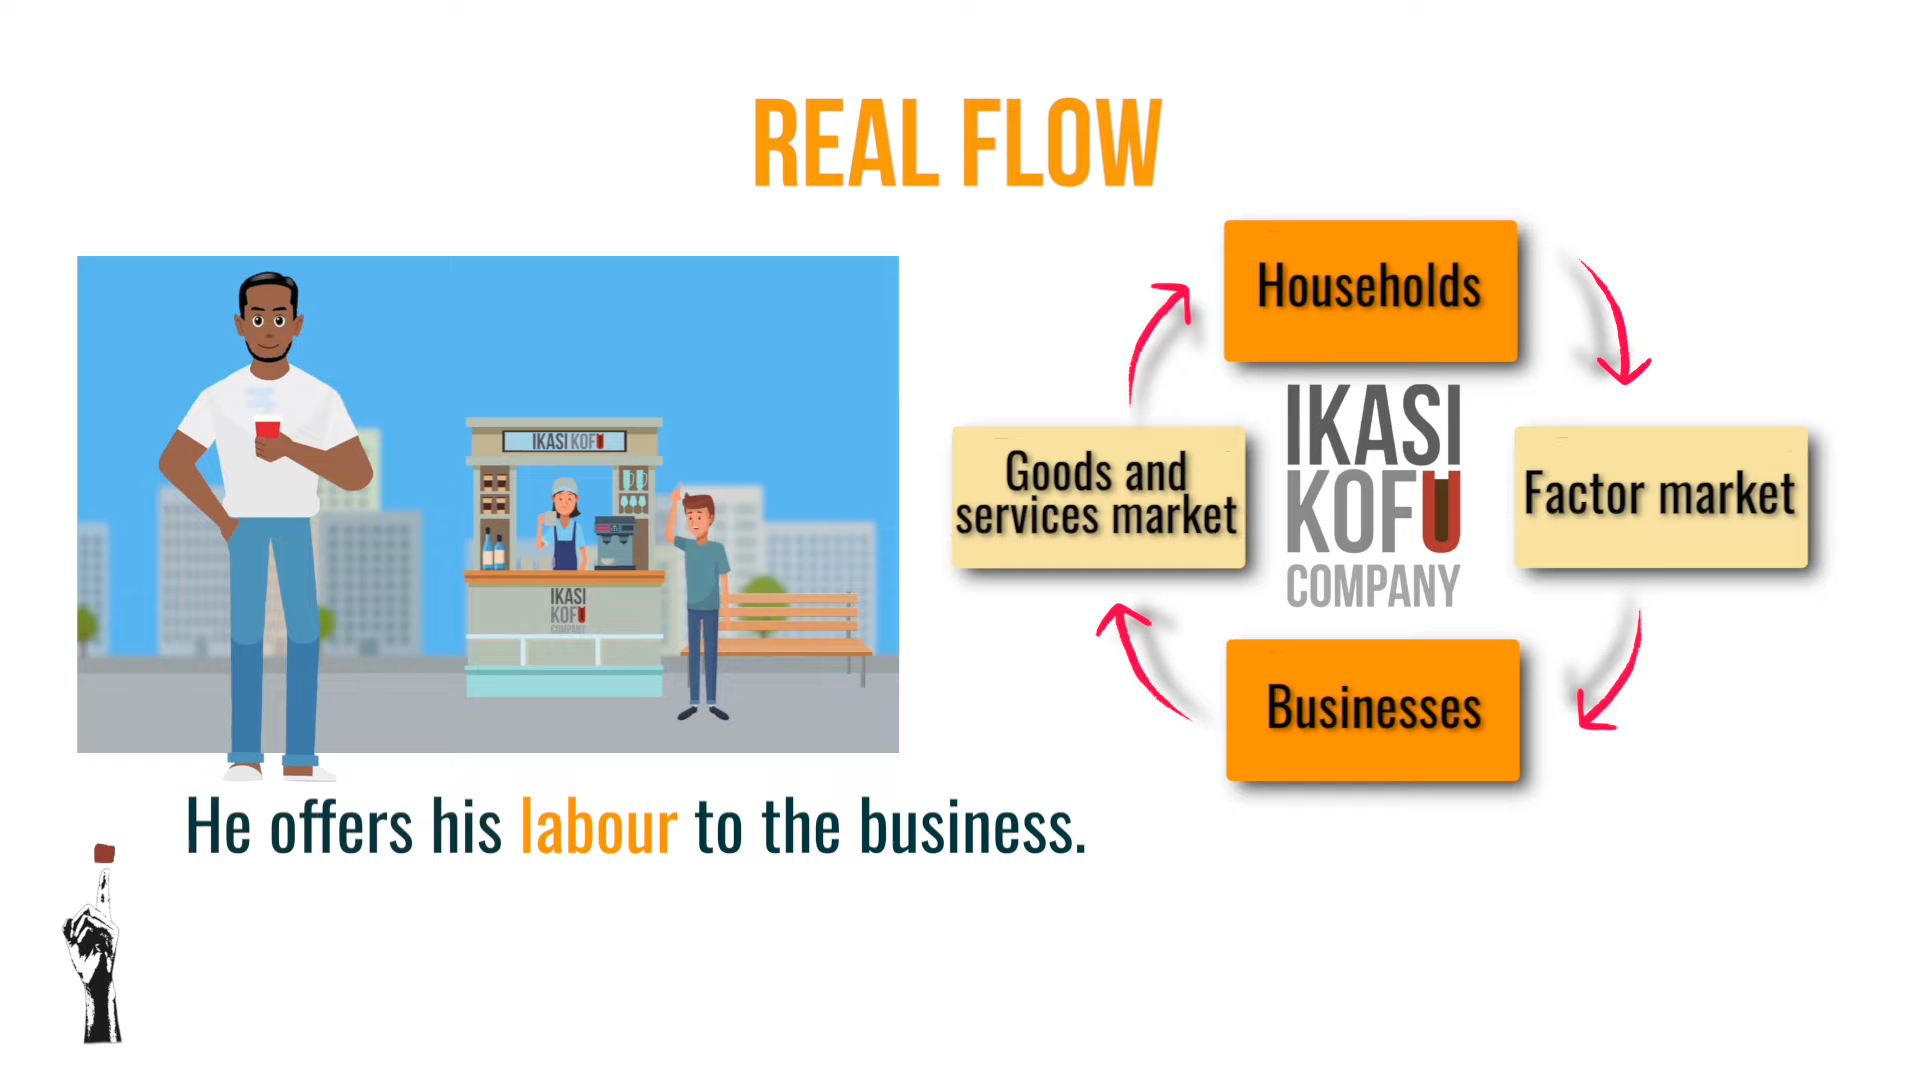 REAL FLOW
IKASI KOFU
IKASI
KOFU
COMPANY
Households
Goods and
services market
IKASI
KOFU
COMPANY
Factor market
Businesses
He offers his labour to the business.